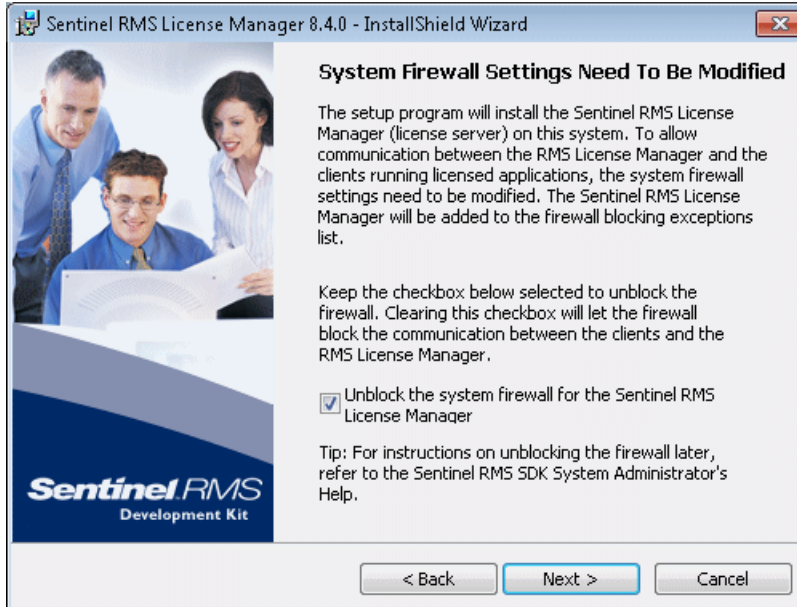 Sentinel RMS License Manager 8.4.0 - InstallShield Wizard
System Firewall Settings Need To Be Modified
The setup program will install the Sentinel RMS License
Manager (license server) on this system. To allow
communication between the RMS License Manager and the
clients running licensed applications, the system firewall
settings need to be modified. The Sentinel RMS License
Manager will be added to the firewall blocking exceptions
list.
Keep the checkbox below selected to unblock the
firewall. Clearing this checkbox will let the firewall
block the communication between the clients and the
RMS License Manager.
Unblock the system firewall for the Sentinel RMS
License Manager
Tip: For instructions on unblocking the firewall later,
refer to the Sentinel RMS SDK System Administrator's
Help.
Sentinel.RMS
Development Kit
< Back
Next >
Cancel